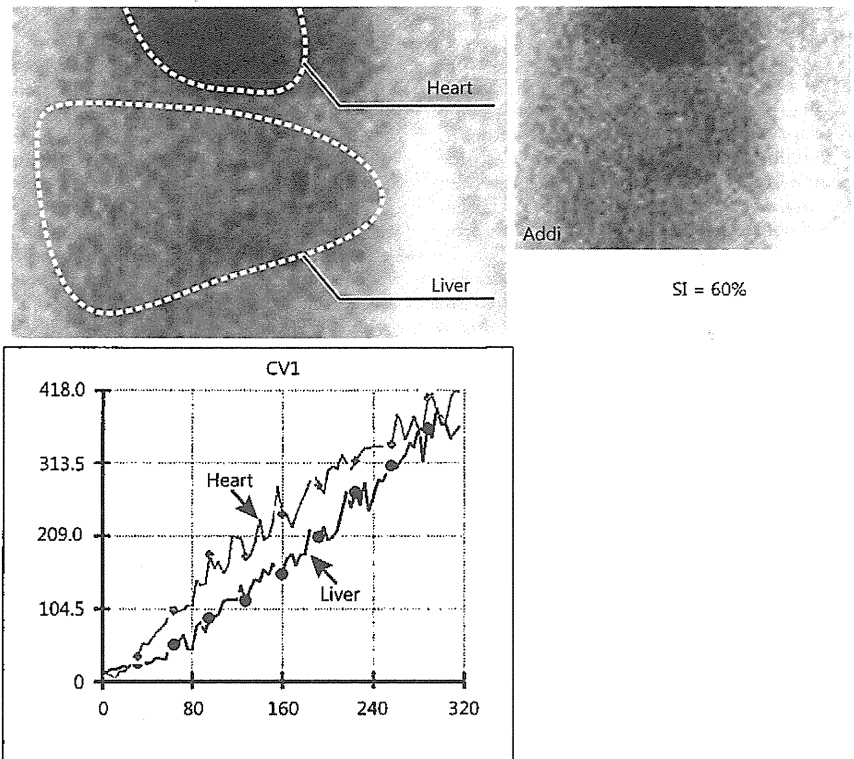 Heart
Liver
Addi
SI = 60%
CV1
418.0
313.5
209.0
104.5
0
Heart
Liver
0 80 160 240 320